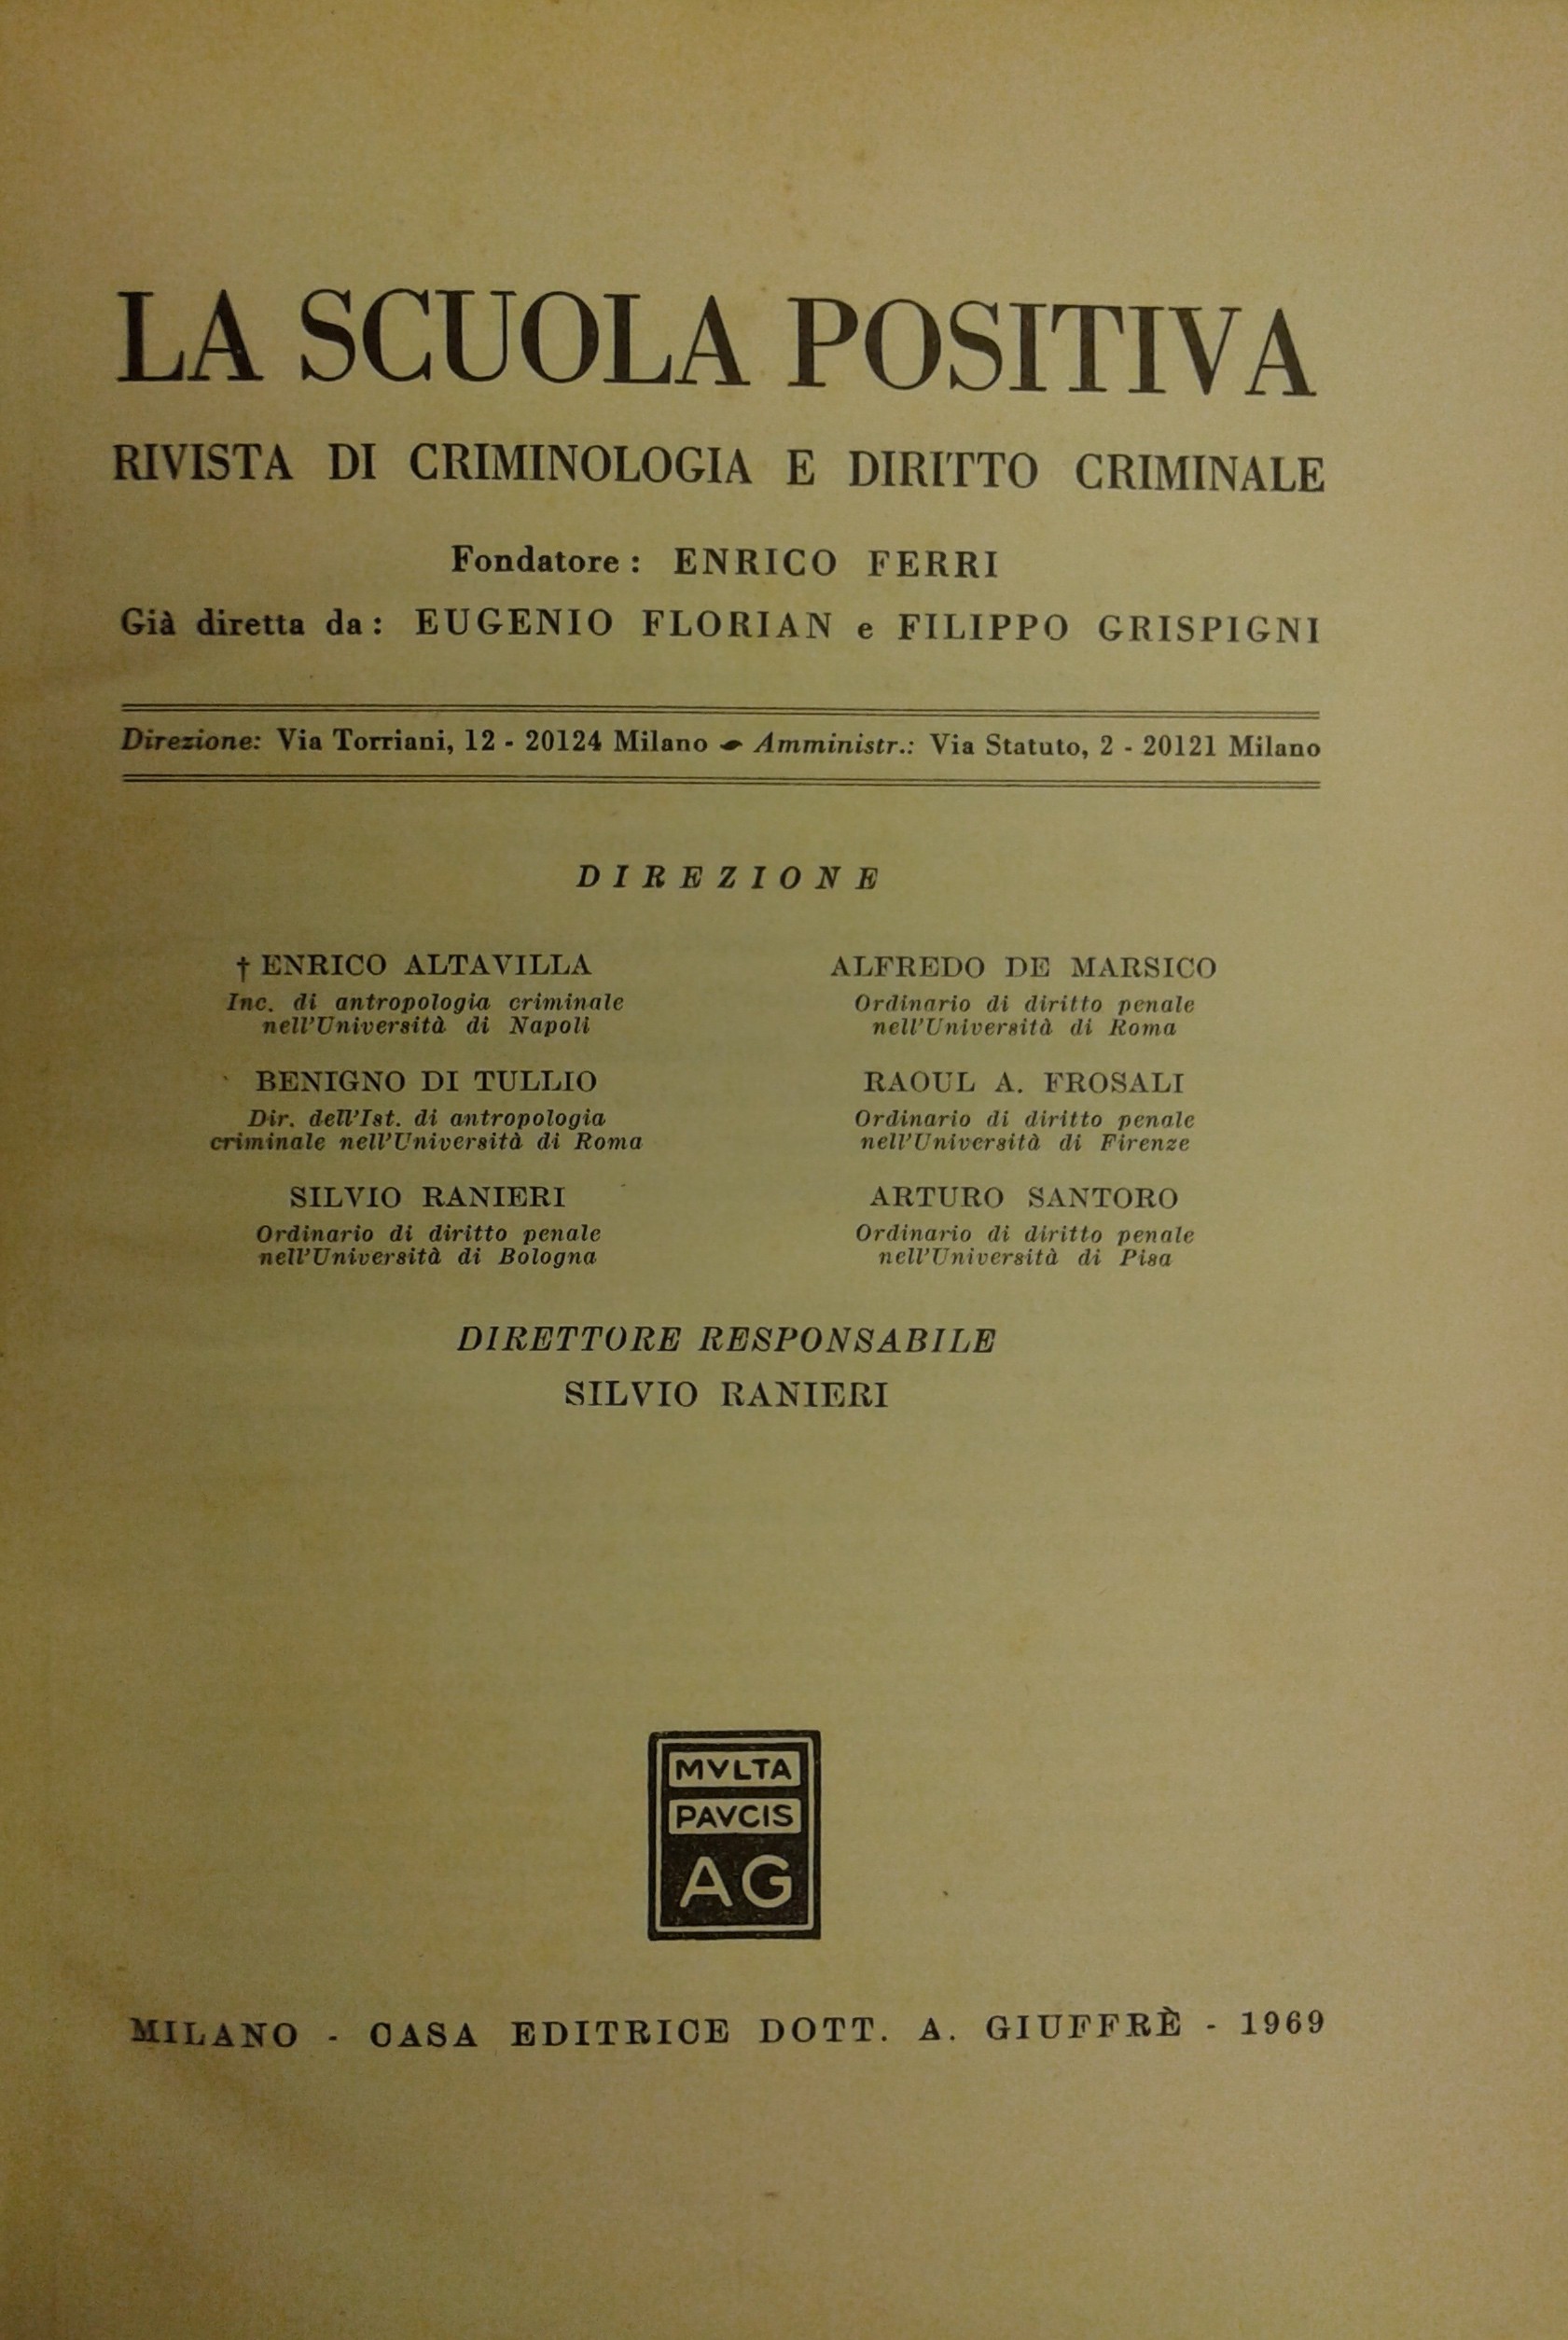 LA SCUOLA POSITIVA
RIVISTA DI CRIMINOLOGIA E DIRITTO CRIMINALE
Fondatore: ENRICO FERRI
Già diretta da: EUGENIO FLORIAN e FILIPPO GRISPIGNI
Direzione: Via Torriani, 12 - 20124 Milano - Amministr.: Via Statuto, 2 - 20121 Milano
DIREZIONE
† ENRICO ALTAVILLA
Inc. di antropologia criminale
nell'Università di Napoli
ALFREDO DE MARSICO
Ordinario di diritto penale
nell'Università di Roma
BENIGNO DI TULLIO
Dir. dell'Ist. di antropologia
criminale nell'Università di Roma
RAOUL A. FROSALI
Ordinario di diritto penale
nell'Università di Firenze
SILVIO RANIERI
Ordinario di diritto penale
nell'Università di Bologna
ARTURO SANTORO
Ordinario di diritto penale
nell'Università di Pisa
DIRETTORE RESPONSABILE
SILVIO RANIERI
MVLTA
PAVCIS
AG
MILANO - CASA EDITRICE DOTT. A. GIUFFRÈ - 1969